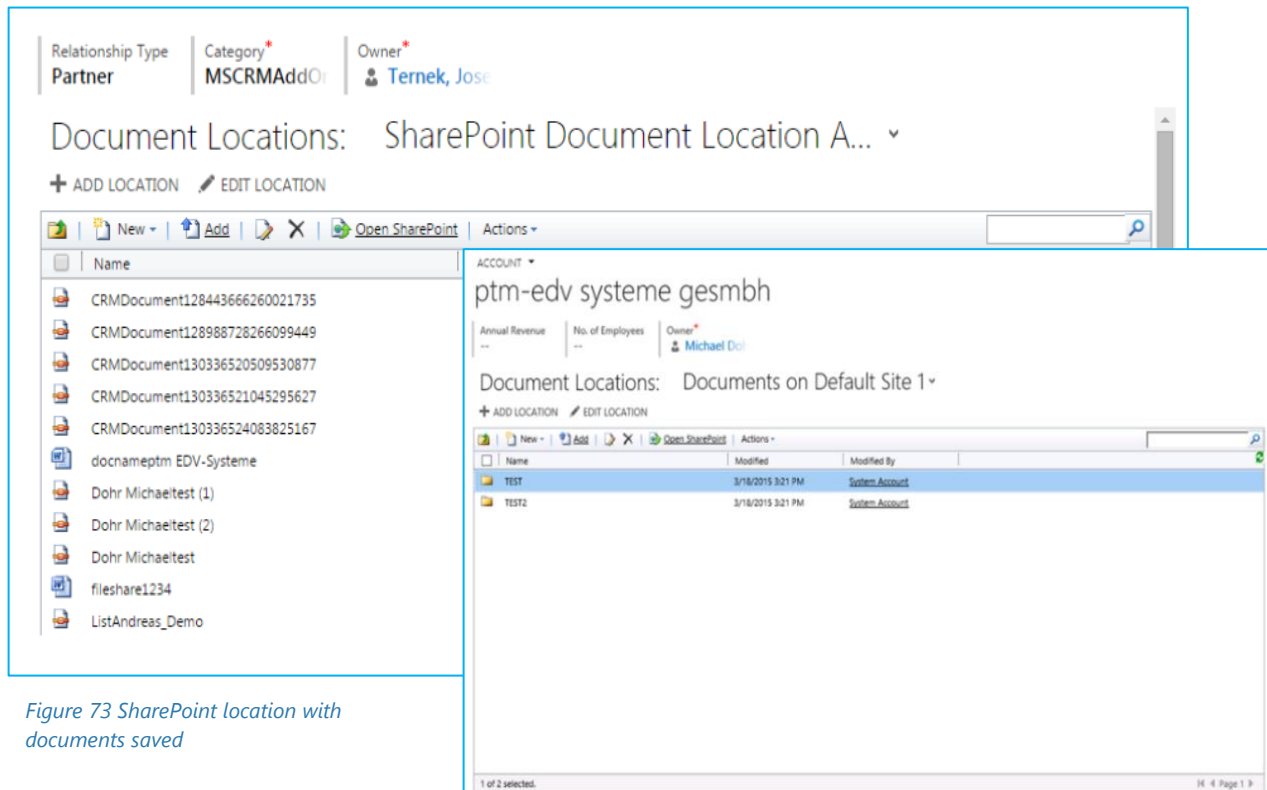 Relationship Type Category* Owner*
Partner MSCRMAddOn Ternek, Jose
Document Locations: SharePoint Document Location A...
ADD LOCATION EDIT LOCATION
New Add Open SharePoint Actions
Name
CRMDocument128443666260021735
CRMDocument128988728266099449
CRMDocument130336520509530877
CRMDocument130336521045295627
CRMDocument130336524083825167
docnameptm EDV-Systeme
Dohr Michaeltest (1)
Dohr Michaeltest (2)
Dohr Michaeltest
fileshare1234
ListAndreas_Demo
Figure 73 SharePoint location with
documents saved
ACCOUNT
ptm-edv systeme gesmbh
Annual Revenue No. of Employees Owner*
-- -- Michael Doh
Document Locations: Documents on Default Site 1
ADD LOCATION EDIT LOCATION
New Add Open SharePoint Actions
Name Modified Modified By
TEST 3/18/2015 3:21 PM System Account
TEST2 3/18/2015 3:21 PM System Account
1 of 2 selected. Page 1